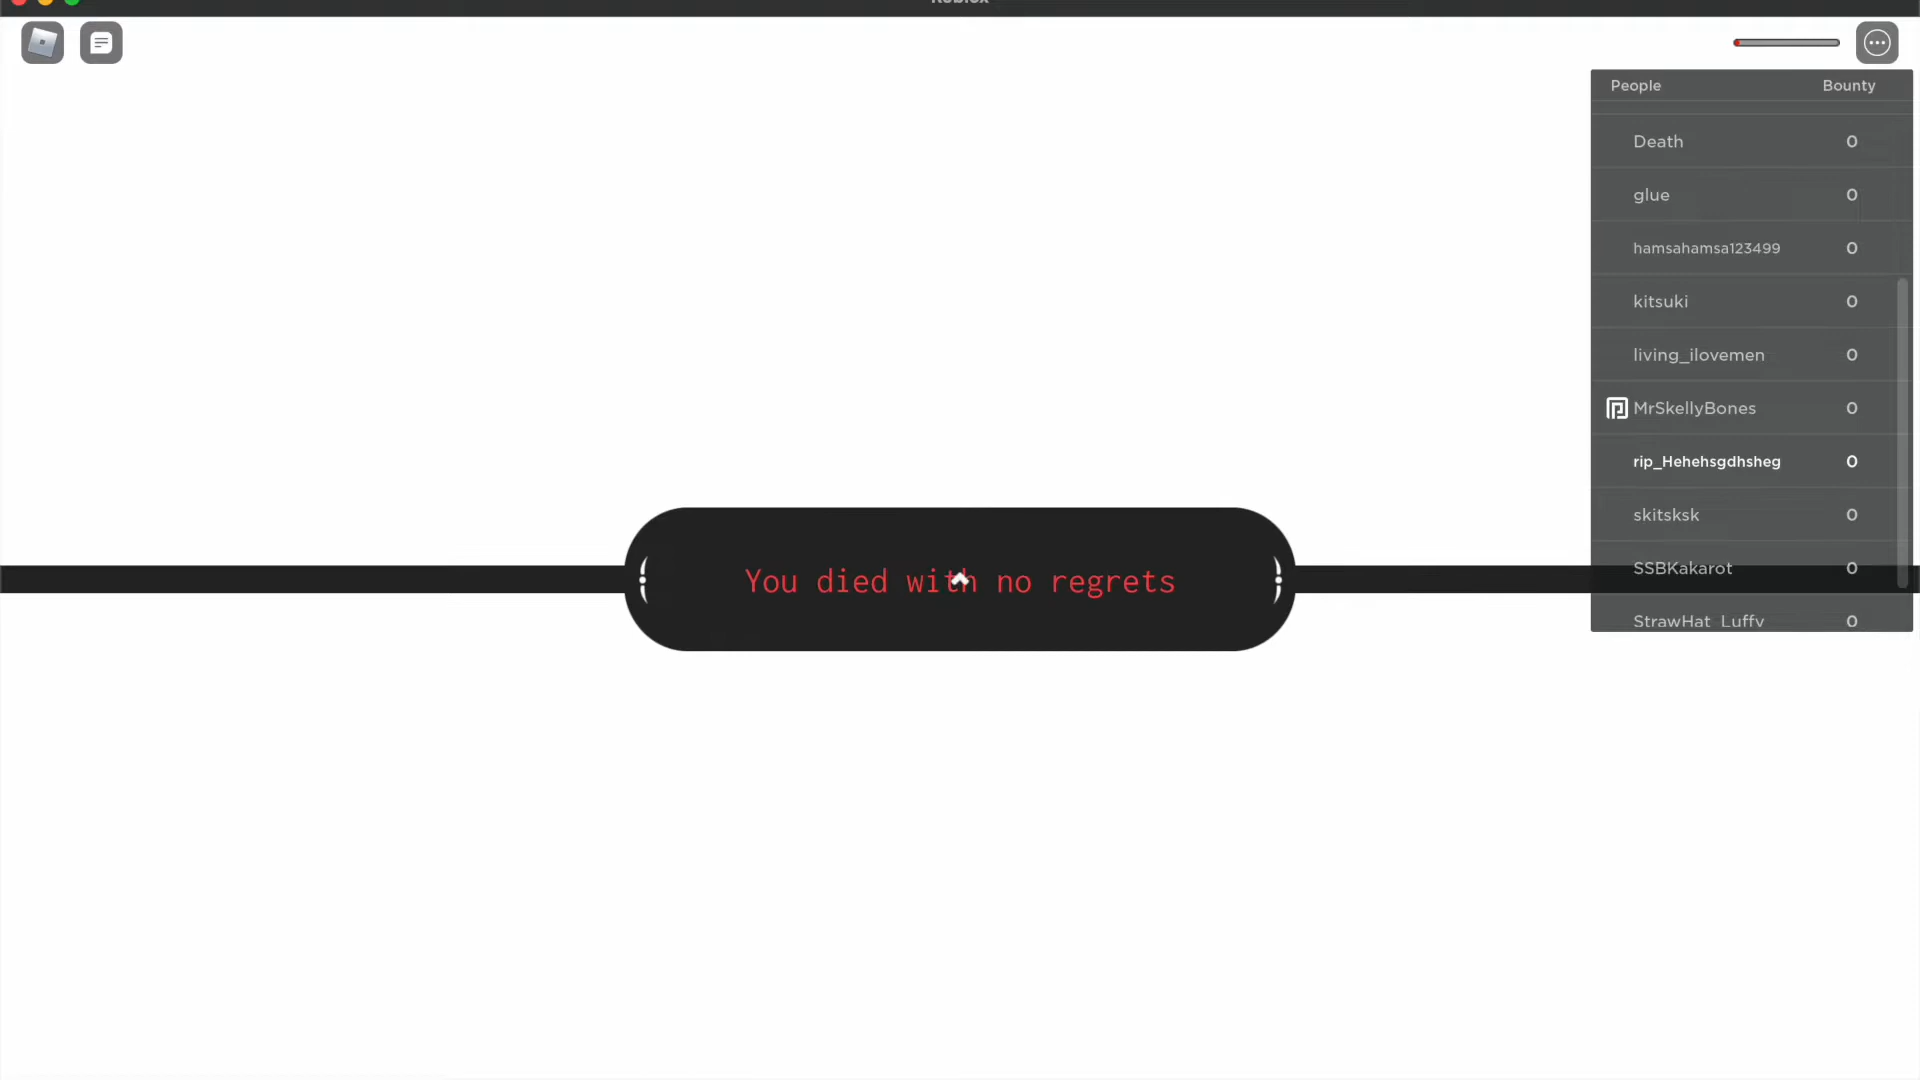 Roblox
People Bounty
Death 0
glue 0
hamsahamsa123499 0
kitsuki 0
living_ilovemen 0
MrSkellyBones 0
rip_Hehehsgdhsheg 0
skitsksk 0
SSBKakarot 0
You died with no regrets
StrawHat_Luffy 0